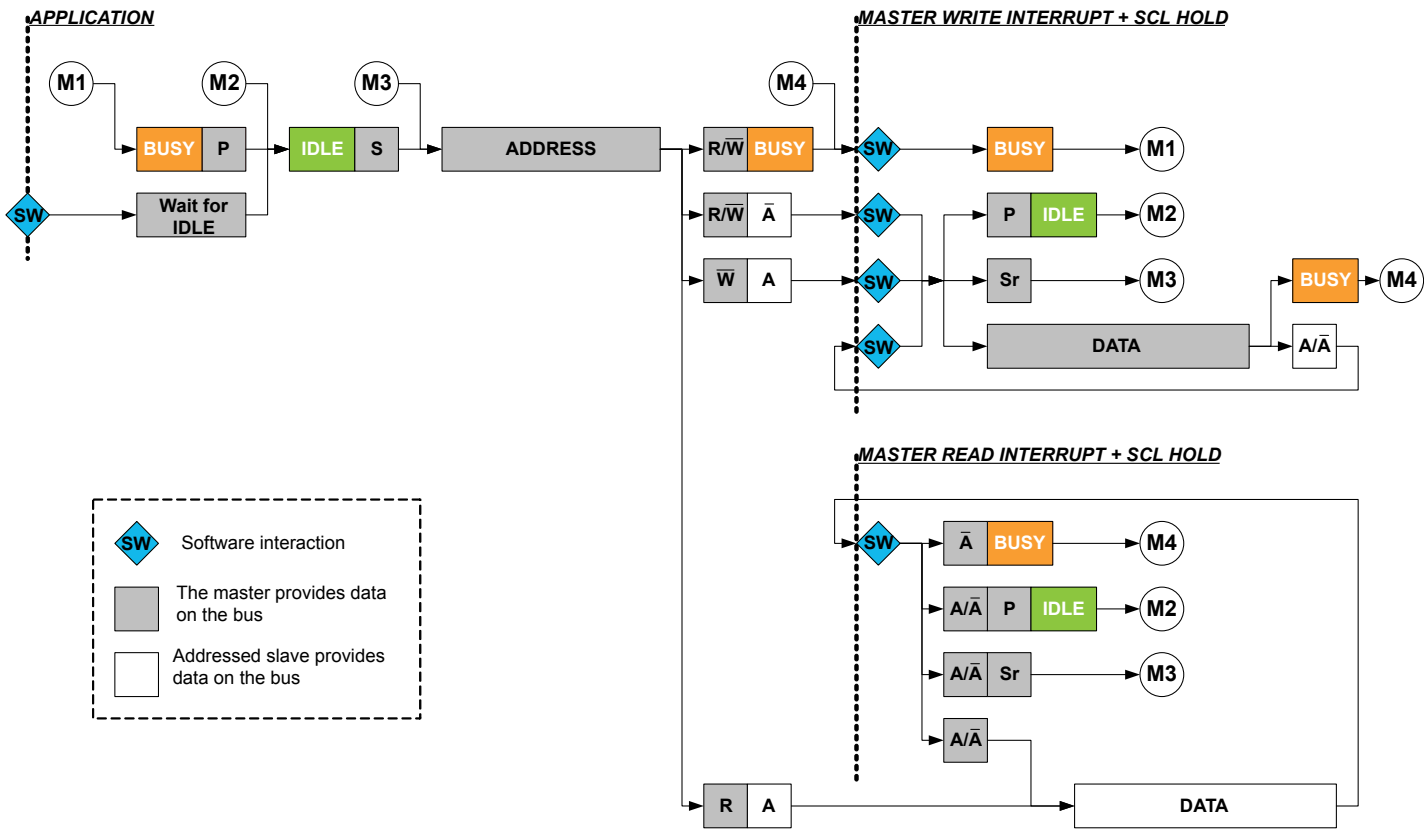 APPLICATION
MASTER WRITE INTERRUPT + SCL HOLD
M1
M2
M3
M4
BUSY P
IDLE S
ADDRESS
R/W̅ BUSY
SW
BUSY
M1
SW
Wait for
IDLE
R/W̅ A̅
SW
P IDLE
M2
W̅ A
SW
Sr
M3
BUSY
M4
SW
DATA
A/A̅
MASTER READ INTERRUPT + SCL HOLD
SW
A̅ BUSY
M4
A/A̅ P IDLE
M2
A/A̅ Sr
M3
A/A̅
R A
DATA
SW Software interaction
The master provides data
on the bus
Addressed slave provides
data on the bus